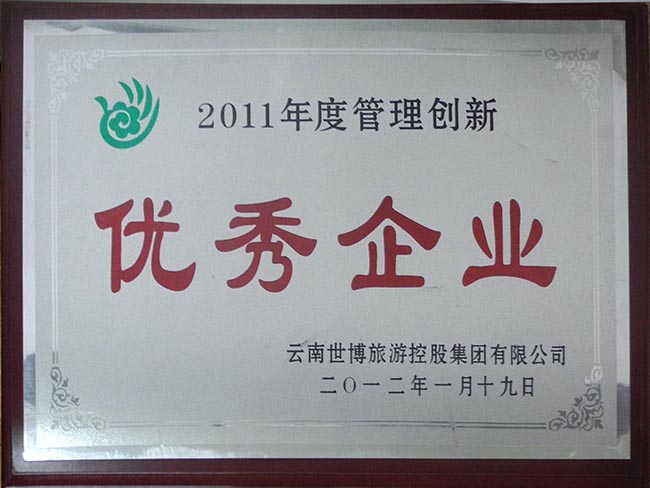 2011年度管理创新
优秀企业
云南世博旅游控股集团有限公司
二〇一二年一月十九日